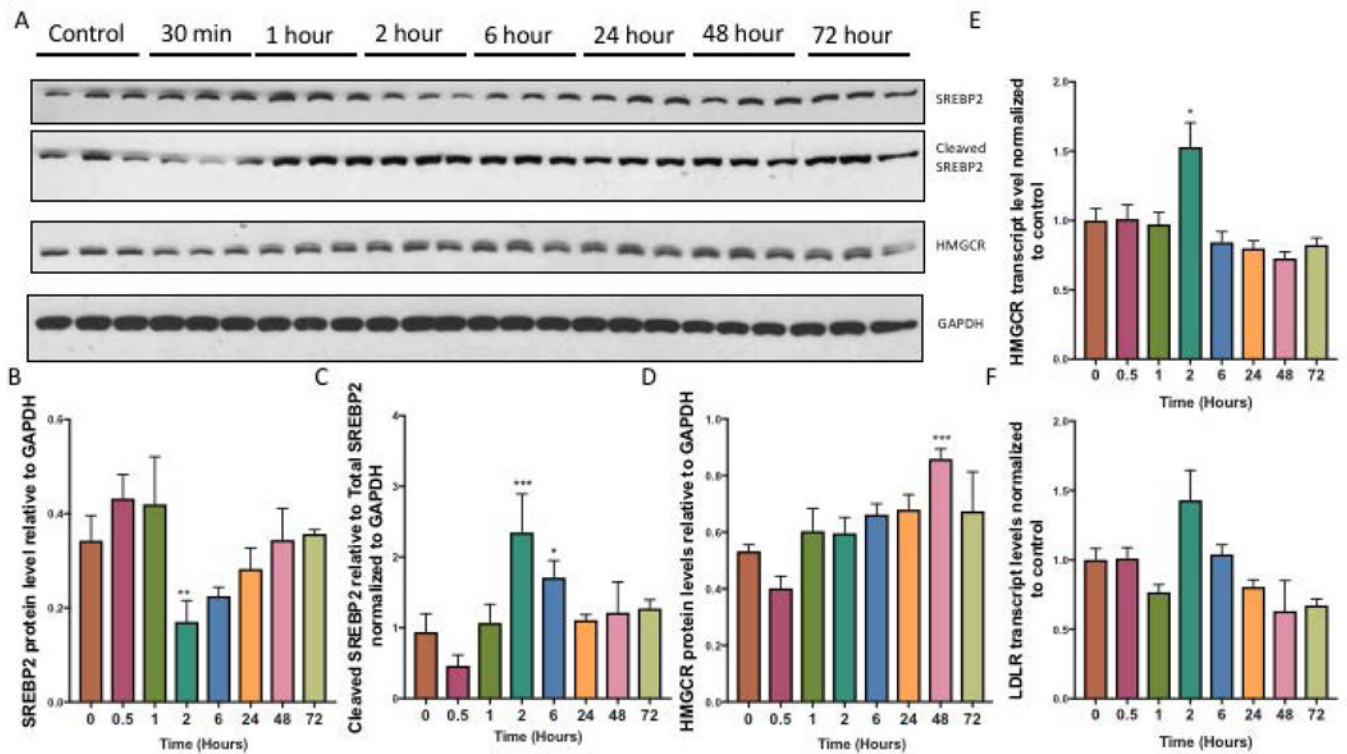 A
Control 30 min 1 hour 2 hour 6 hour 24 hour 48 hour 72 hour
SREBP2
Cleaved
SREBP2
HMGCR
GAPDH
B
SREBP2 protein level relative to GAPDH
0.6
0.4
0.2
0.0
0 0.5 1 2 6 24 48 72
Time (Hours)
**
C
Cleaved SREBP2 relative to Total SREBP2
normalized to GAPDH
4
3
2
1
0
0 0.5 1 2 6 24 48 72
Time (Hours)
***
*
D
HMGCR protein levels relative to GAPDH
1.0
0.8
0.6
0.4
0.2
0.0
0 0.5 1 2 6 24 48 72
Time (Hours)
***
E
HMGCR transcript level normalized
to control
2.0
1.5
1.0
0.5
0.0
0 0.5 1 2 6 24 48 72
Time (Hours)
*
F
LDLR transcript levels normalized
to control
2.0
1.5
1.0
0.5
0.0
0 0.5 1 2 6 24 48 72
Time (Hours)